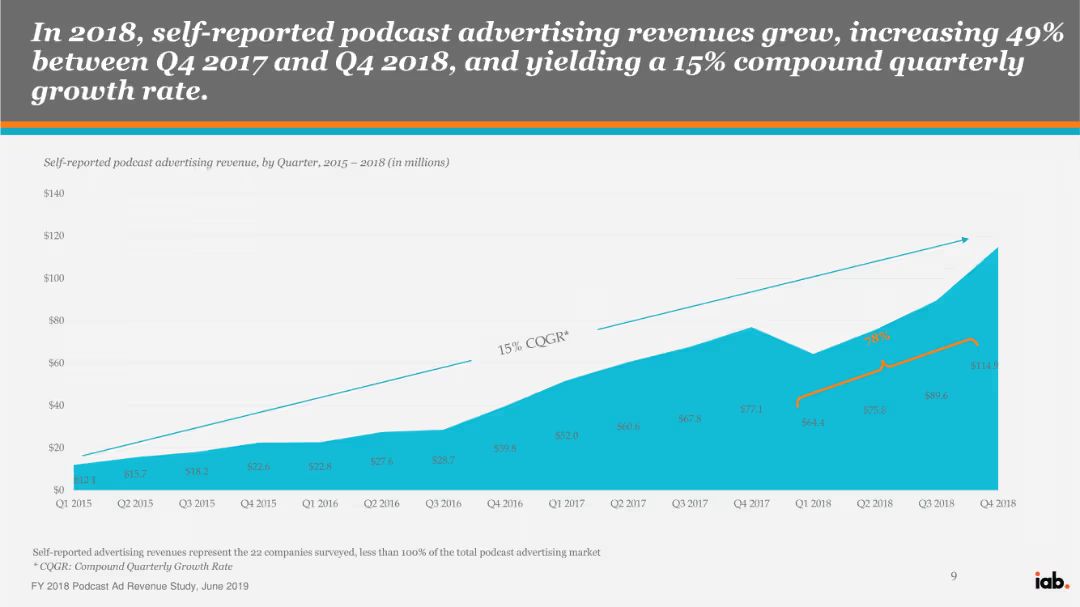 In 2018, self-reported podcast advertising revenues grew, increasing 49%
between Q4 2017 and Q4 2018, and yielding a 15% compound quarterly
growth rate.
Self-reported podcast advertising revenue, by Quarter, 2015 – 2018 (in millions)
$140
$120
$100
$80
$60
$40
$20
$0
15% CQGR*
78%
$12.1
$15.7
$18.2
$22.6
$22.8
$27.6
$28.7
$39.8
$52.0
$60.6
$67.8
$77.1
$64.4
$75.8
$89.6
$114.9
Q1 2015
Q2 2015
Q3 2015
Q4 2015
Q1 2016
Q2 2016
Q3 2016
Q4 2016
Q1 2017
Q2 2017
Q3 2017
Q4 2017
Q1 2018
Q2 2018
Q3 2018
Q4 2018
Self-reported advertising revenues represent the 22 companies surveyed, less than 100% of the total podcast advertising market
* CQGR: Compound Quarterly Growth Rate
FY 2018 Podcast Ad Revenue Study, June 2019
9
iab.